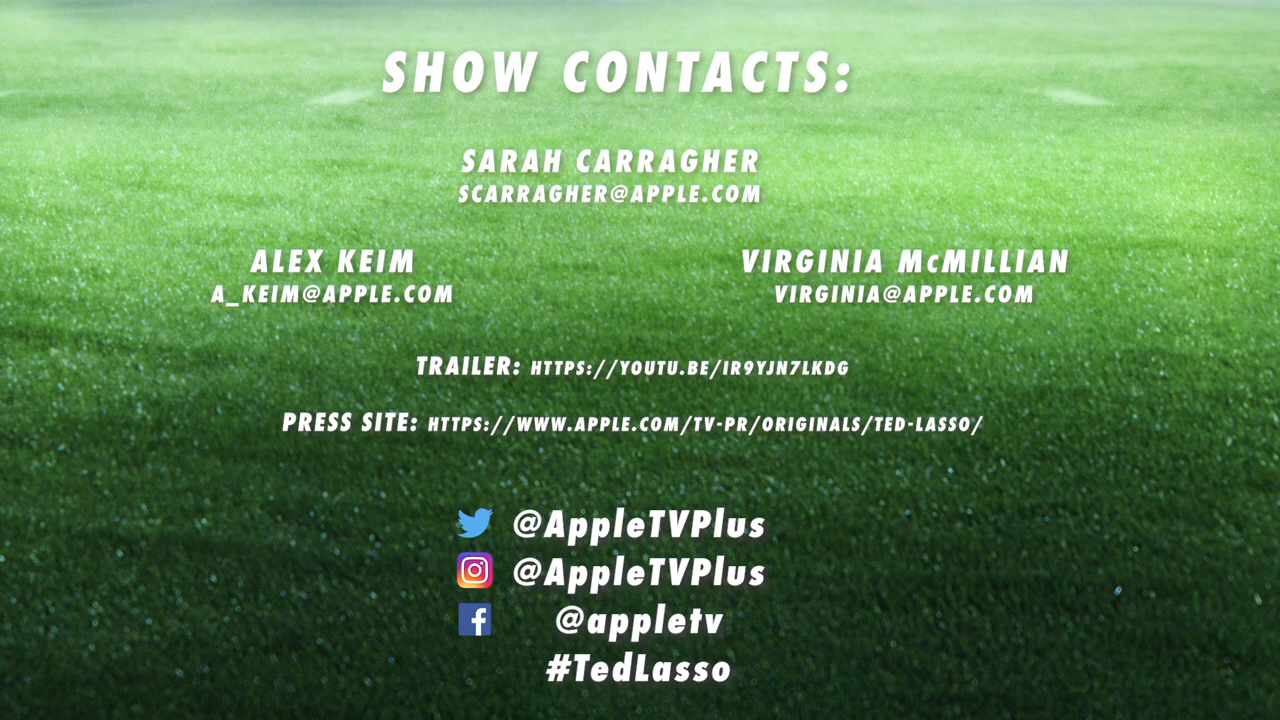 SHOW CONTACTS:
SARAH CARRAGHER
SCARRAGHER@APPLE.COM
ALEX KEIM
A_KEIM@APPLE.COM
VIRGINIA McMILLIAN
VIRGINIA@APPLE.COM
TRAILER: HTTPS://YOUTU.BE/IR9YJN7LKDG
PRESS SITE: HTTPS://WWW.APPLE.COM/TV-PR/ORIGINALS/TED-LASSO/
@AppleTVPlus
@AppleTVPlus
@appletv
#TedLasso